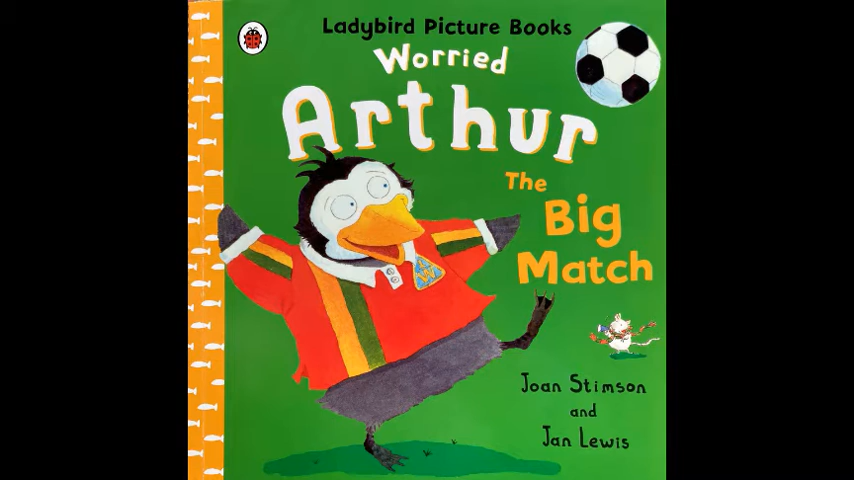 Ladybird Picture Books
Worried
Arthur
The
Big
Match
W
Joan Stimson
and
Jan Lewis